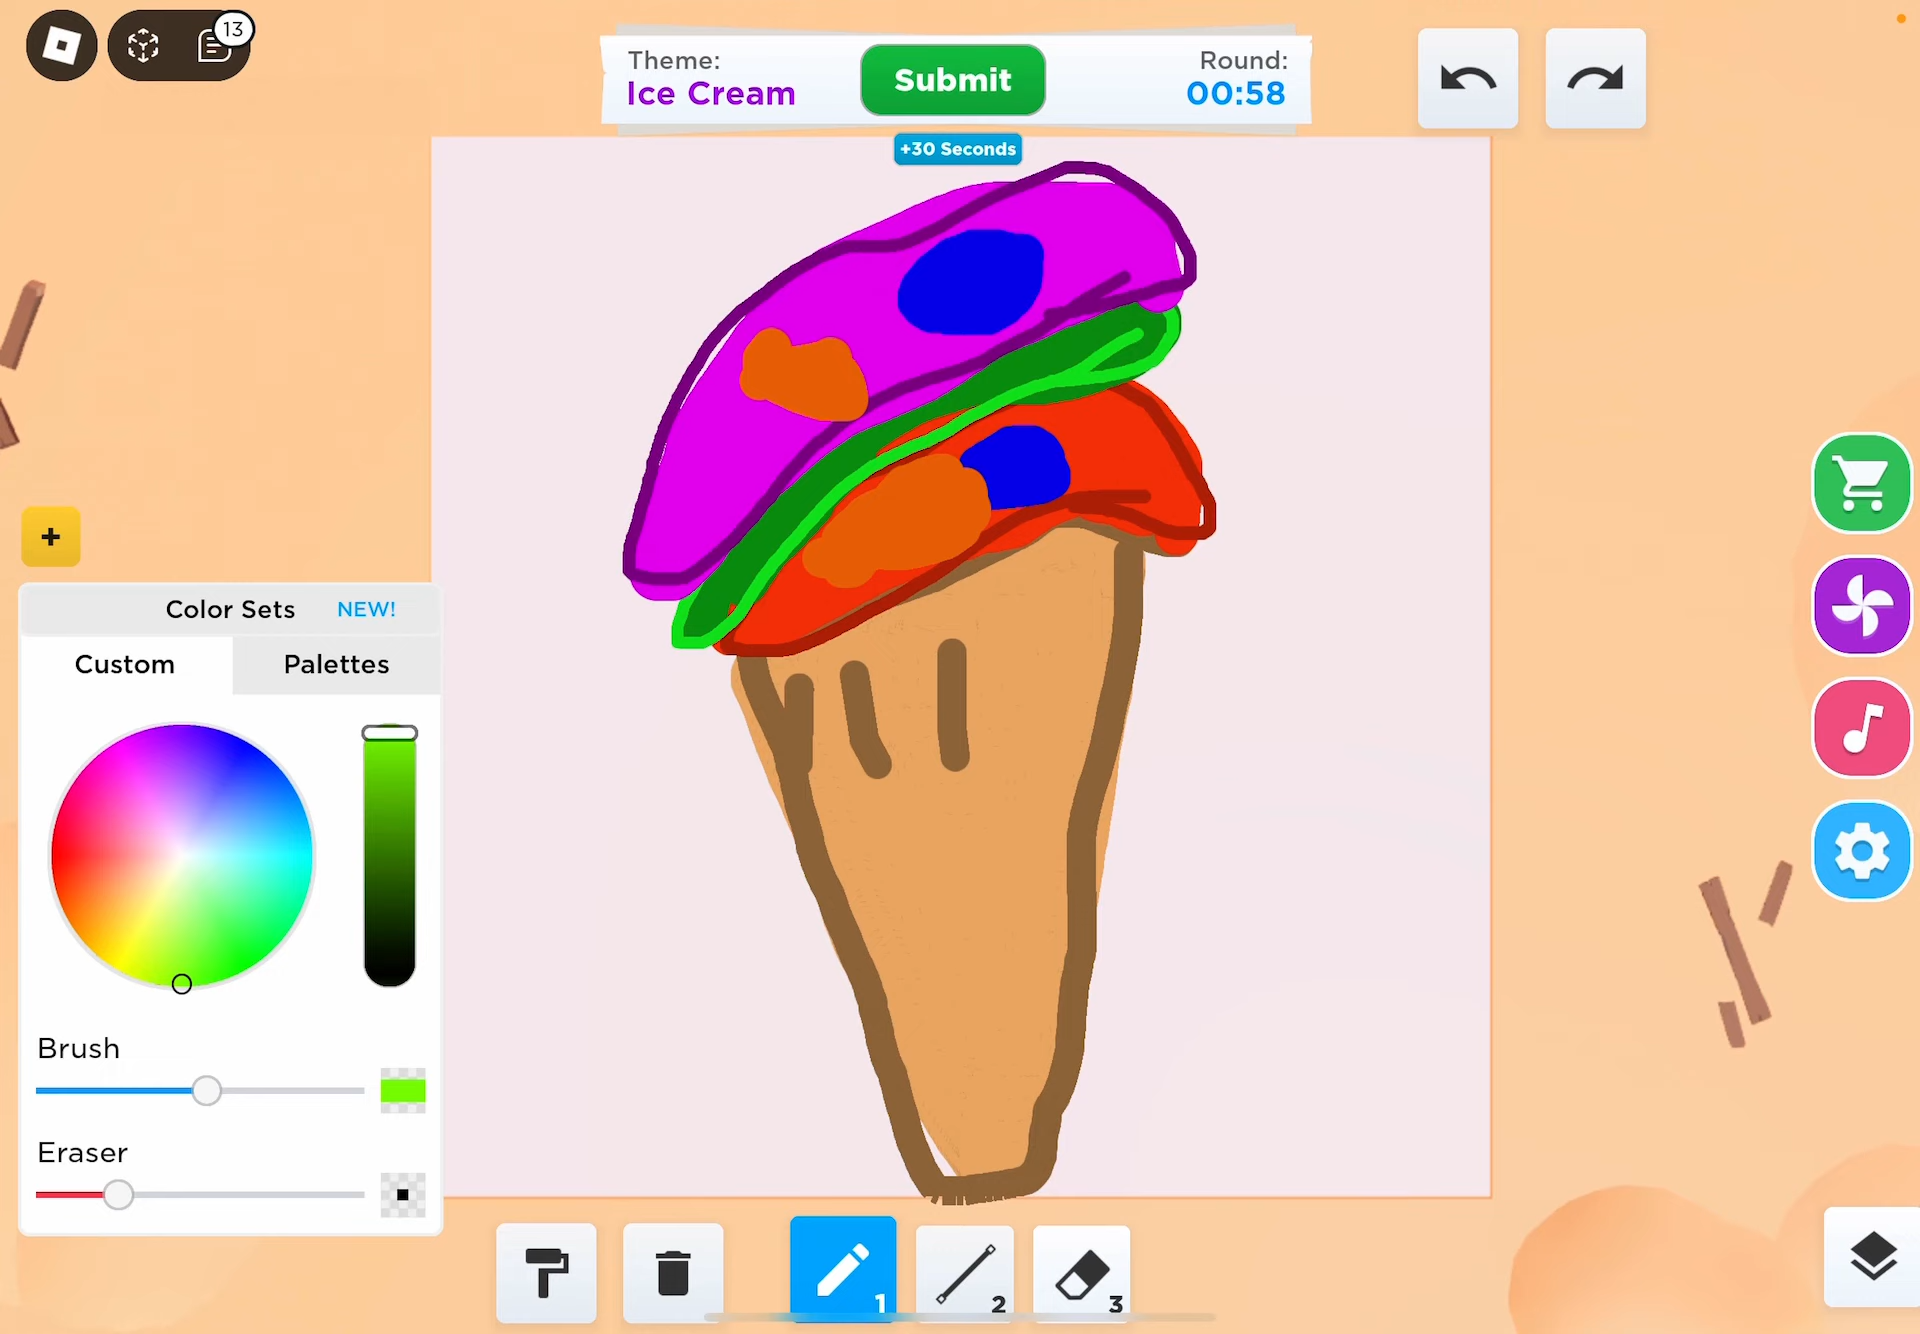 13
Theme:
Ice Cream
Submit
Round:
00:58
+30 Seconds
+
Color Sets NEW!
Custom Palettes
Brush
Eraser
1
2
3